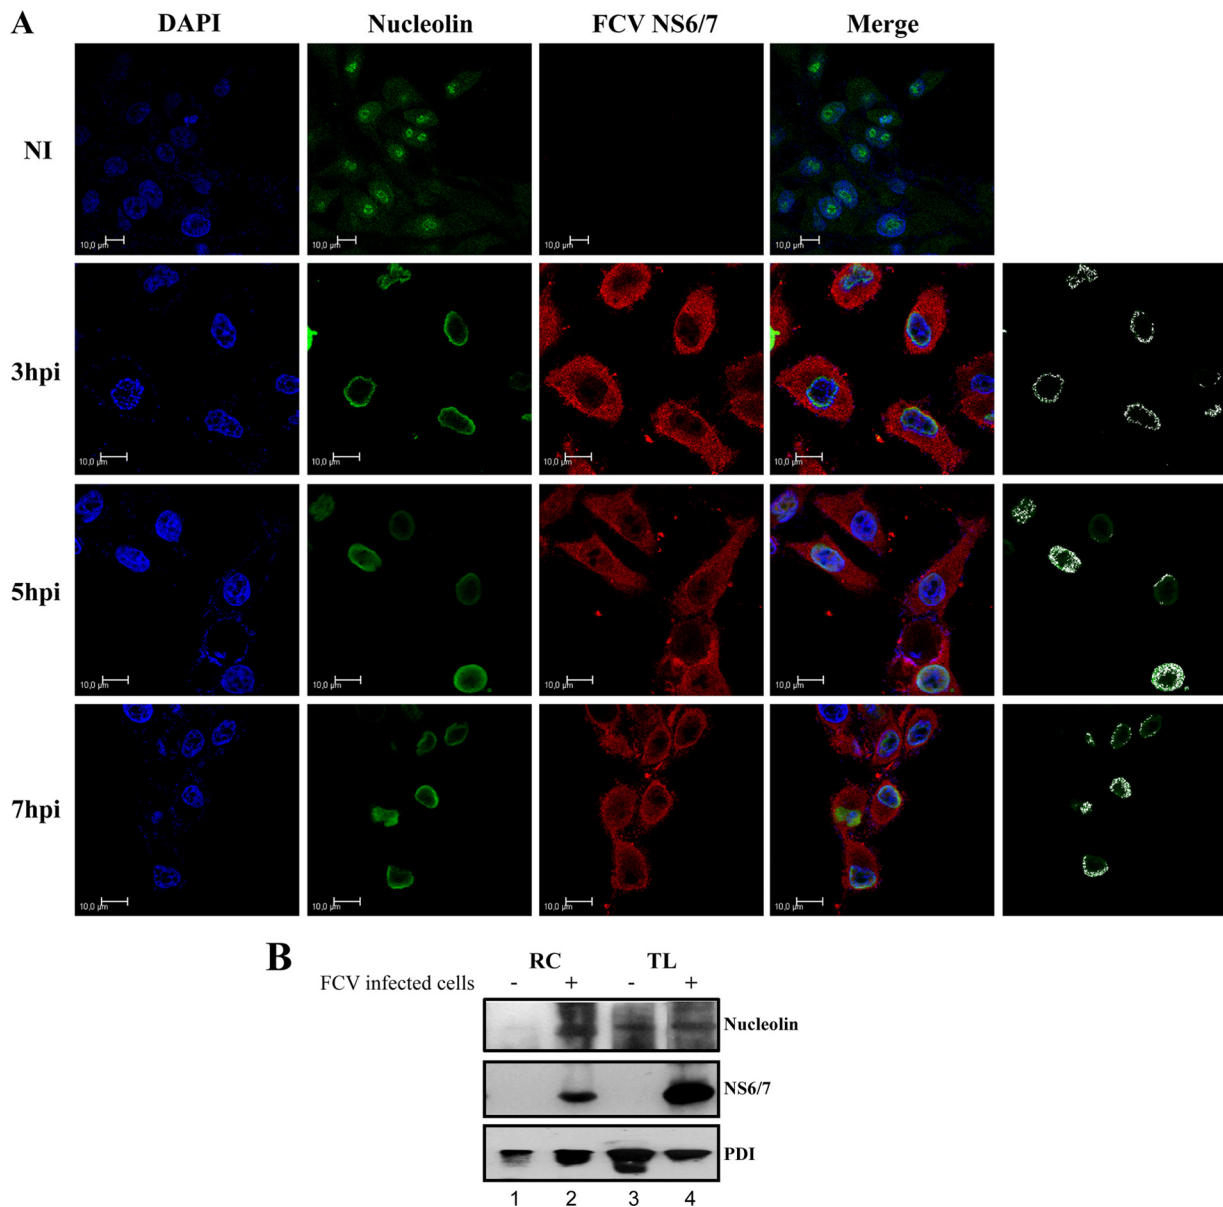 A
DAPI Nucleolin FCV NS6/7 Merge
NI
10,0 µm 10,0 µm 10,0 µm 10,0 µm
3hpi
10,0 µm 10,0 µm 10,0 µm 10,0 µm
5hpi
10,0 µm 10,0 µm 10,0 µm 10,0 µm
7hpi
10,0 µm 10,0 µm 10,0 µm 10,0 µm
B
RC TL
FCV infected cells - + - +
Nucleolin
NS6/7
PDI
1 2 3 4